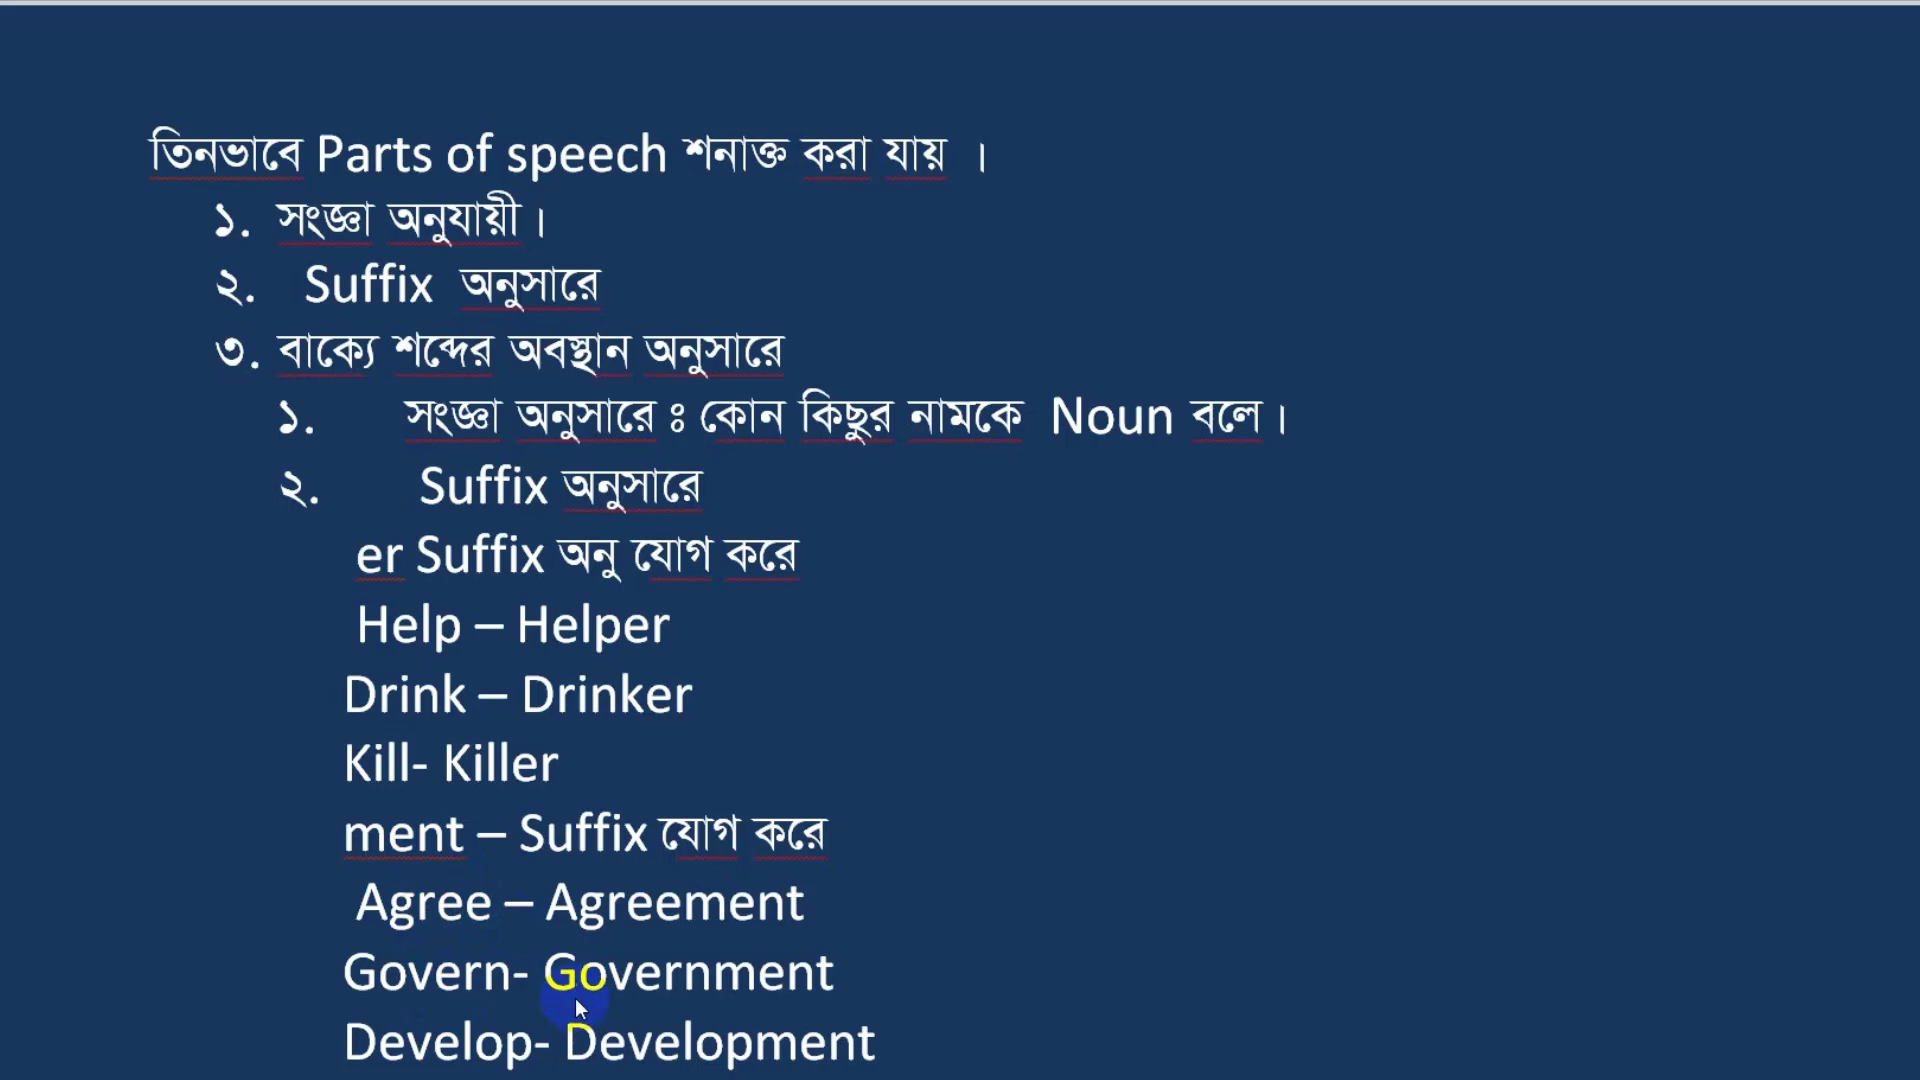 তিনভাবে Parts of speech শনাক্ত করা যায় ।
১. সংজ্ঞা অনুযায়ী।
২. Suffix অনুসারে
৩. বাক্যে শব্দের অবস্থান অনুসারে
১. সংজ্ঞা অনুসারে ঃ কোন কিছুর নামকে Noun বলে।
২. Suffix অনুসারে
er Suffix অনু যোগ করে
Help – Helper
Drink – Drinker
Kill- Killer
ment – Suffix যোগ করে
Agree – Agreement
Govern- Government
Develop- Development